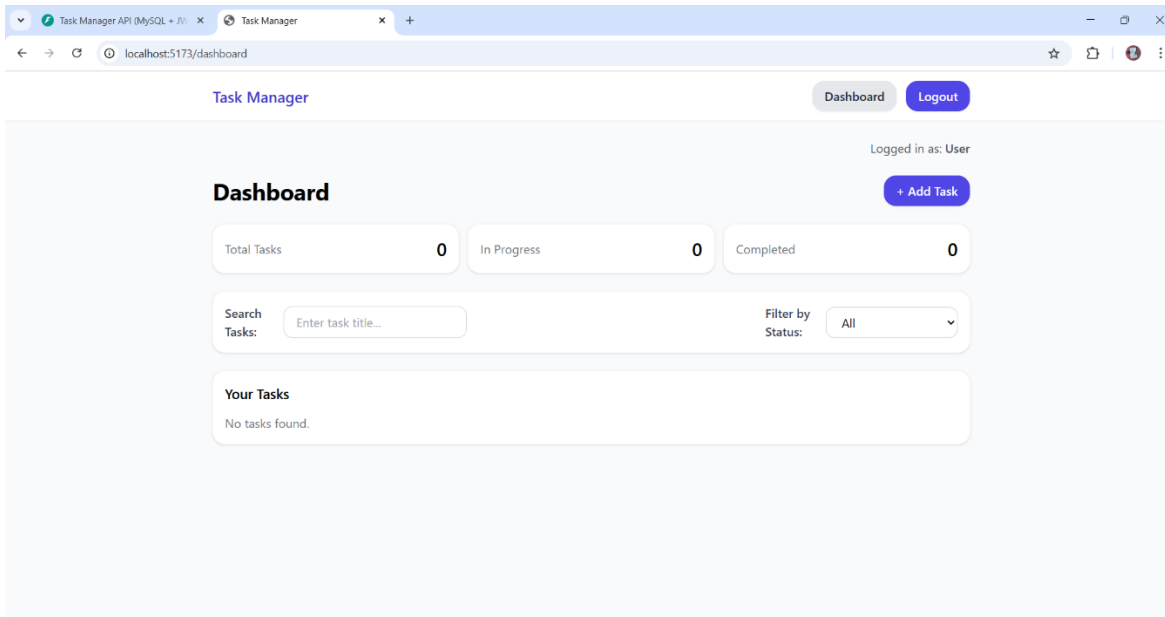 Task Manager API (MySQL + JW
Task Manager
localhost:5173/dashboard
Task Manager
Dashboard
Logout
Logged in as: User
Dashboard
+ Add Task
Total Tasks
0
In Progress
0
Completed
0
Search
Tasks:
Enter task title...
Filter by
Status:
All
Your Tasks
No tasks found.